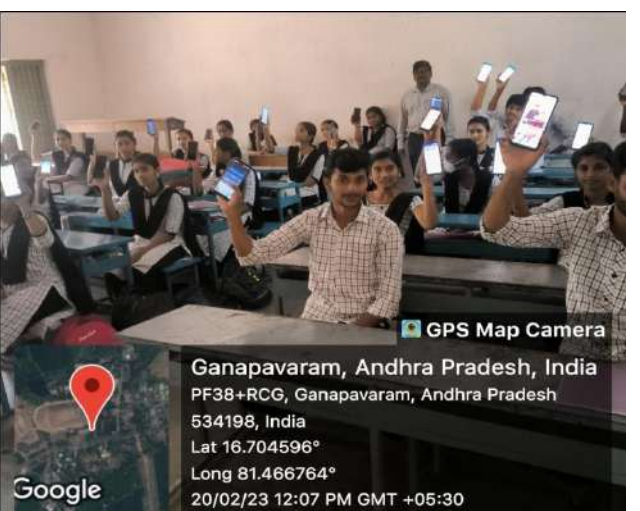 GPS Map Camera
Ganapavaram, Andhra Pradesh, India
PF38+RCG, Ganapavaram, Andhra Pradesh
534198, India
Lat 16.704596°
Long 81.466764°
20/02/23 12:07 PM GMT +05:30
Google